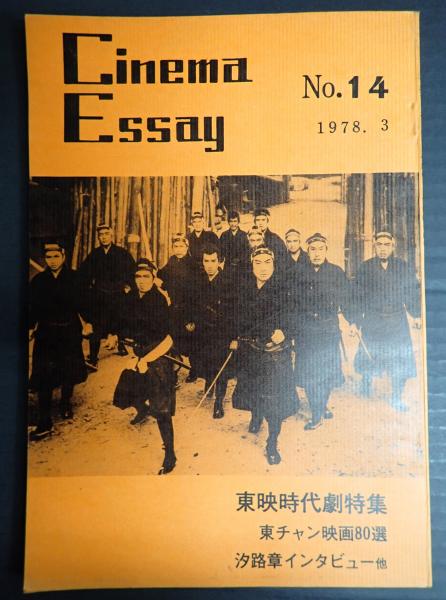 Cinema
Essay
No.14
1978. 3
東映時代劇特集
東チャン映画80選
汐路章インタビュー他